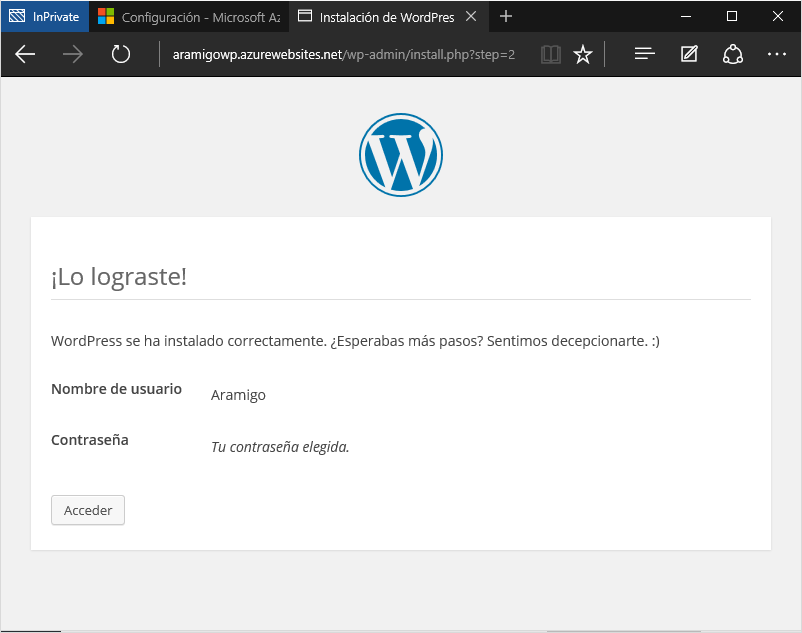 InPrivate
Configuración - Microsoft Az
Instalación de WordPres
aramigowp.azurewebsites.net/wp-admin/install.php?step=2
¡Lo lograste!
WordPress se ha instalado correctamente. ¿Esperabas más pasos? Sentimos decepcionarte. :)
Nombre de usuario
Aramigo
Contraseña
Tu contraseña elegida.
Acceder